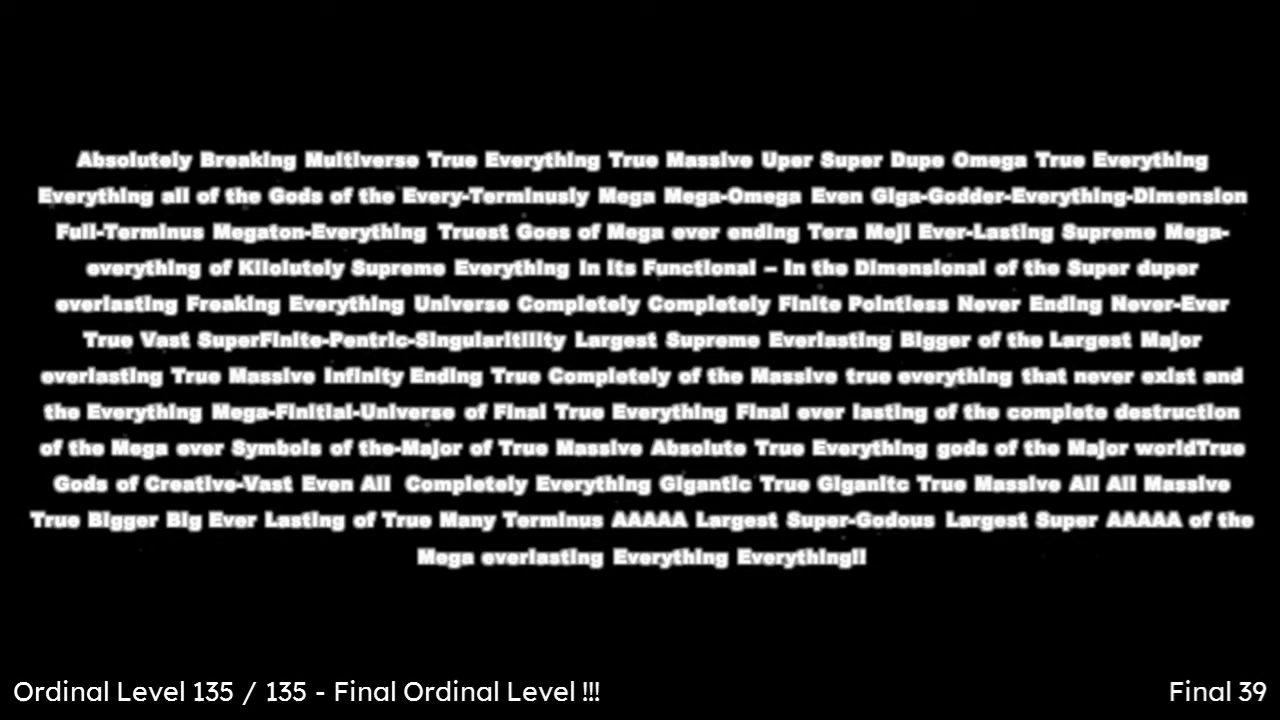 Absolutely Breaking Multiverse True Everything True Massive Uper Super Dupe Omega True Everything
Everything all of the Gods of the Every-Terminusly Mega Mega-Omega Even Giga-Godder-Everything-Dimension
Full-Terminus Megaton-Everything Truest Goes of Mega ever ending Tera Meji Ever-Lasting Supreme Mega-
everything of Kilolutely Supreme Everything in its Functional – in the Dimensional of the Super duper
everlasting Freaking Everything Universe Completely Completely Finite Pointless Never Ending Never-Ever
True Vast SuperFinite-Pentric-Singularitiiity Largest Supreme Everlasting Bigger of the Largest Major
everlasting True Massive Infinity Ending True Completely of the Massive true everything that never exist and
the Everything Mega-Finitial-Universe of Final True Everything Final ever lasting of the complete destruction
of the Mega ever Symbols of the-Major of True Massive Absolute True Everything gods of the Major worldTrue
Gods of Creative-Vast Even All Completely Everything Gigantic True Giganitc True Massive All All Massive
True Bigger Big Ever Lasting of True Many Terminus AAAAA Largest Super-Godous Largest Super AAAAA of the
Mega everlasting Everything Everything!!
Ordinal Level 135 / 135 - Final Ordinal Level !!!
Final 39